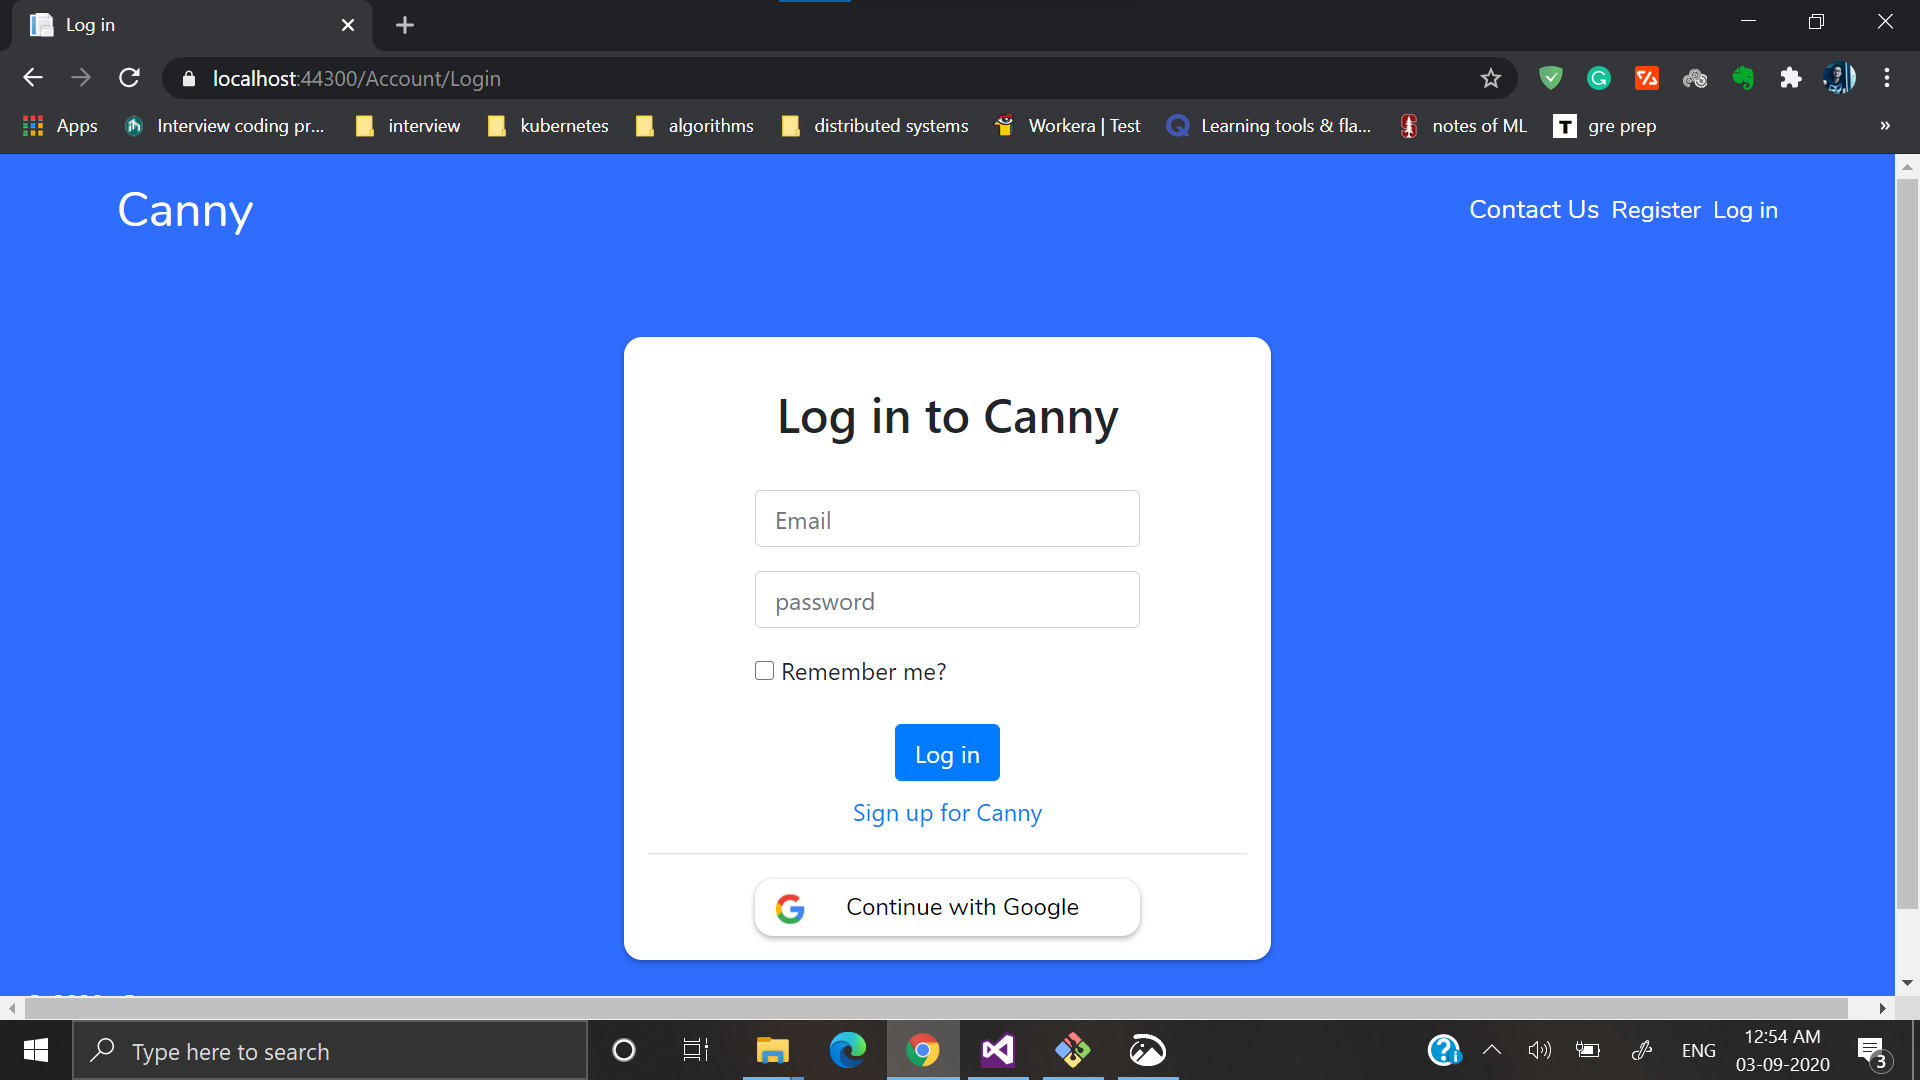 Log in
localhost:44300/Account/Login
Apps
Interview coding pr...
interview
kubernetes
algorithms
distributed systems
Workera | Test
Learning tools & fla...
notes of ML
T
gre prep
»
Canny
Contact Us Register Log in
Log in to Canny
Email
password
Remember me?
Log in
Sign up for Canny
Continue with Google
Type here to search
ENG
12:54 AM
03-09-2020
3